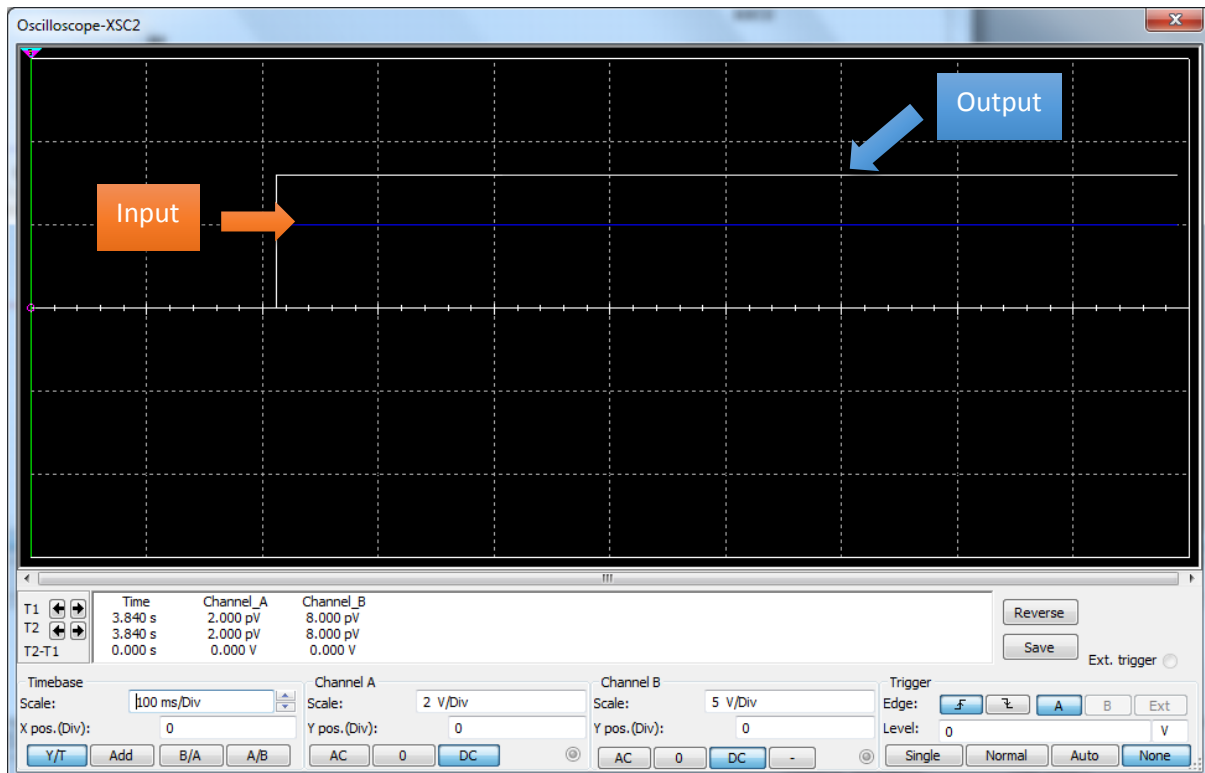 Oscilloscope-XSC2
Output
Input
Time Channel_A Channel_B
T1 3.840 s 2.000 pV 8.000 pV
T2 3.840 s 2.000 pV 8.000 pV
T2-T1 0.000 s 0.000 V 0.000 V
Reverse
Save
Ext. trigger
Timebase
Scale: 100 ms/Div
X pos.(Div): 0
Y/T Add B/A A/B
Channel A
Scale: 2 V/Div
Y pos.(Div): 0
AC 0 DC
Channel B
Scale: 5 V/Div
Y pos.(Div): 0
AC 0 DC -
Trigger
Edge: A B Ext
Level: 0 V
Single Normal Auto None